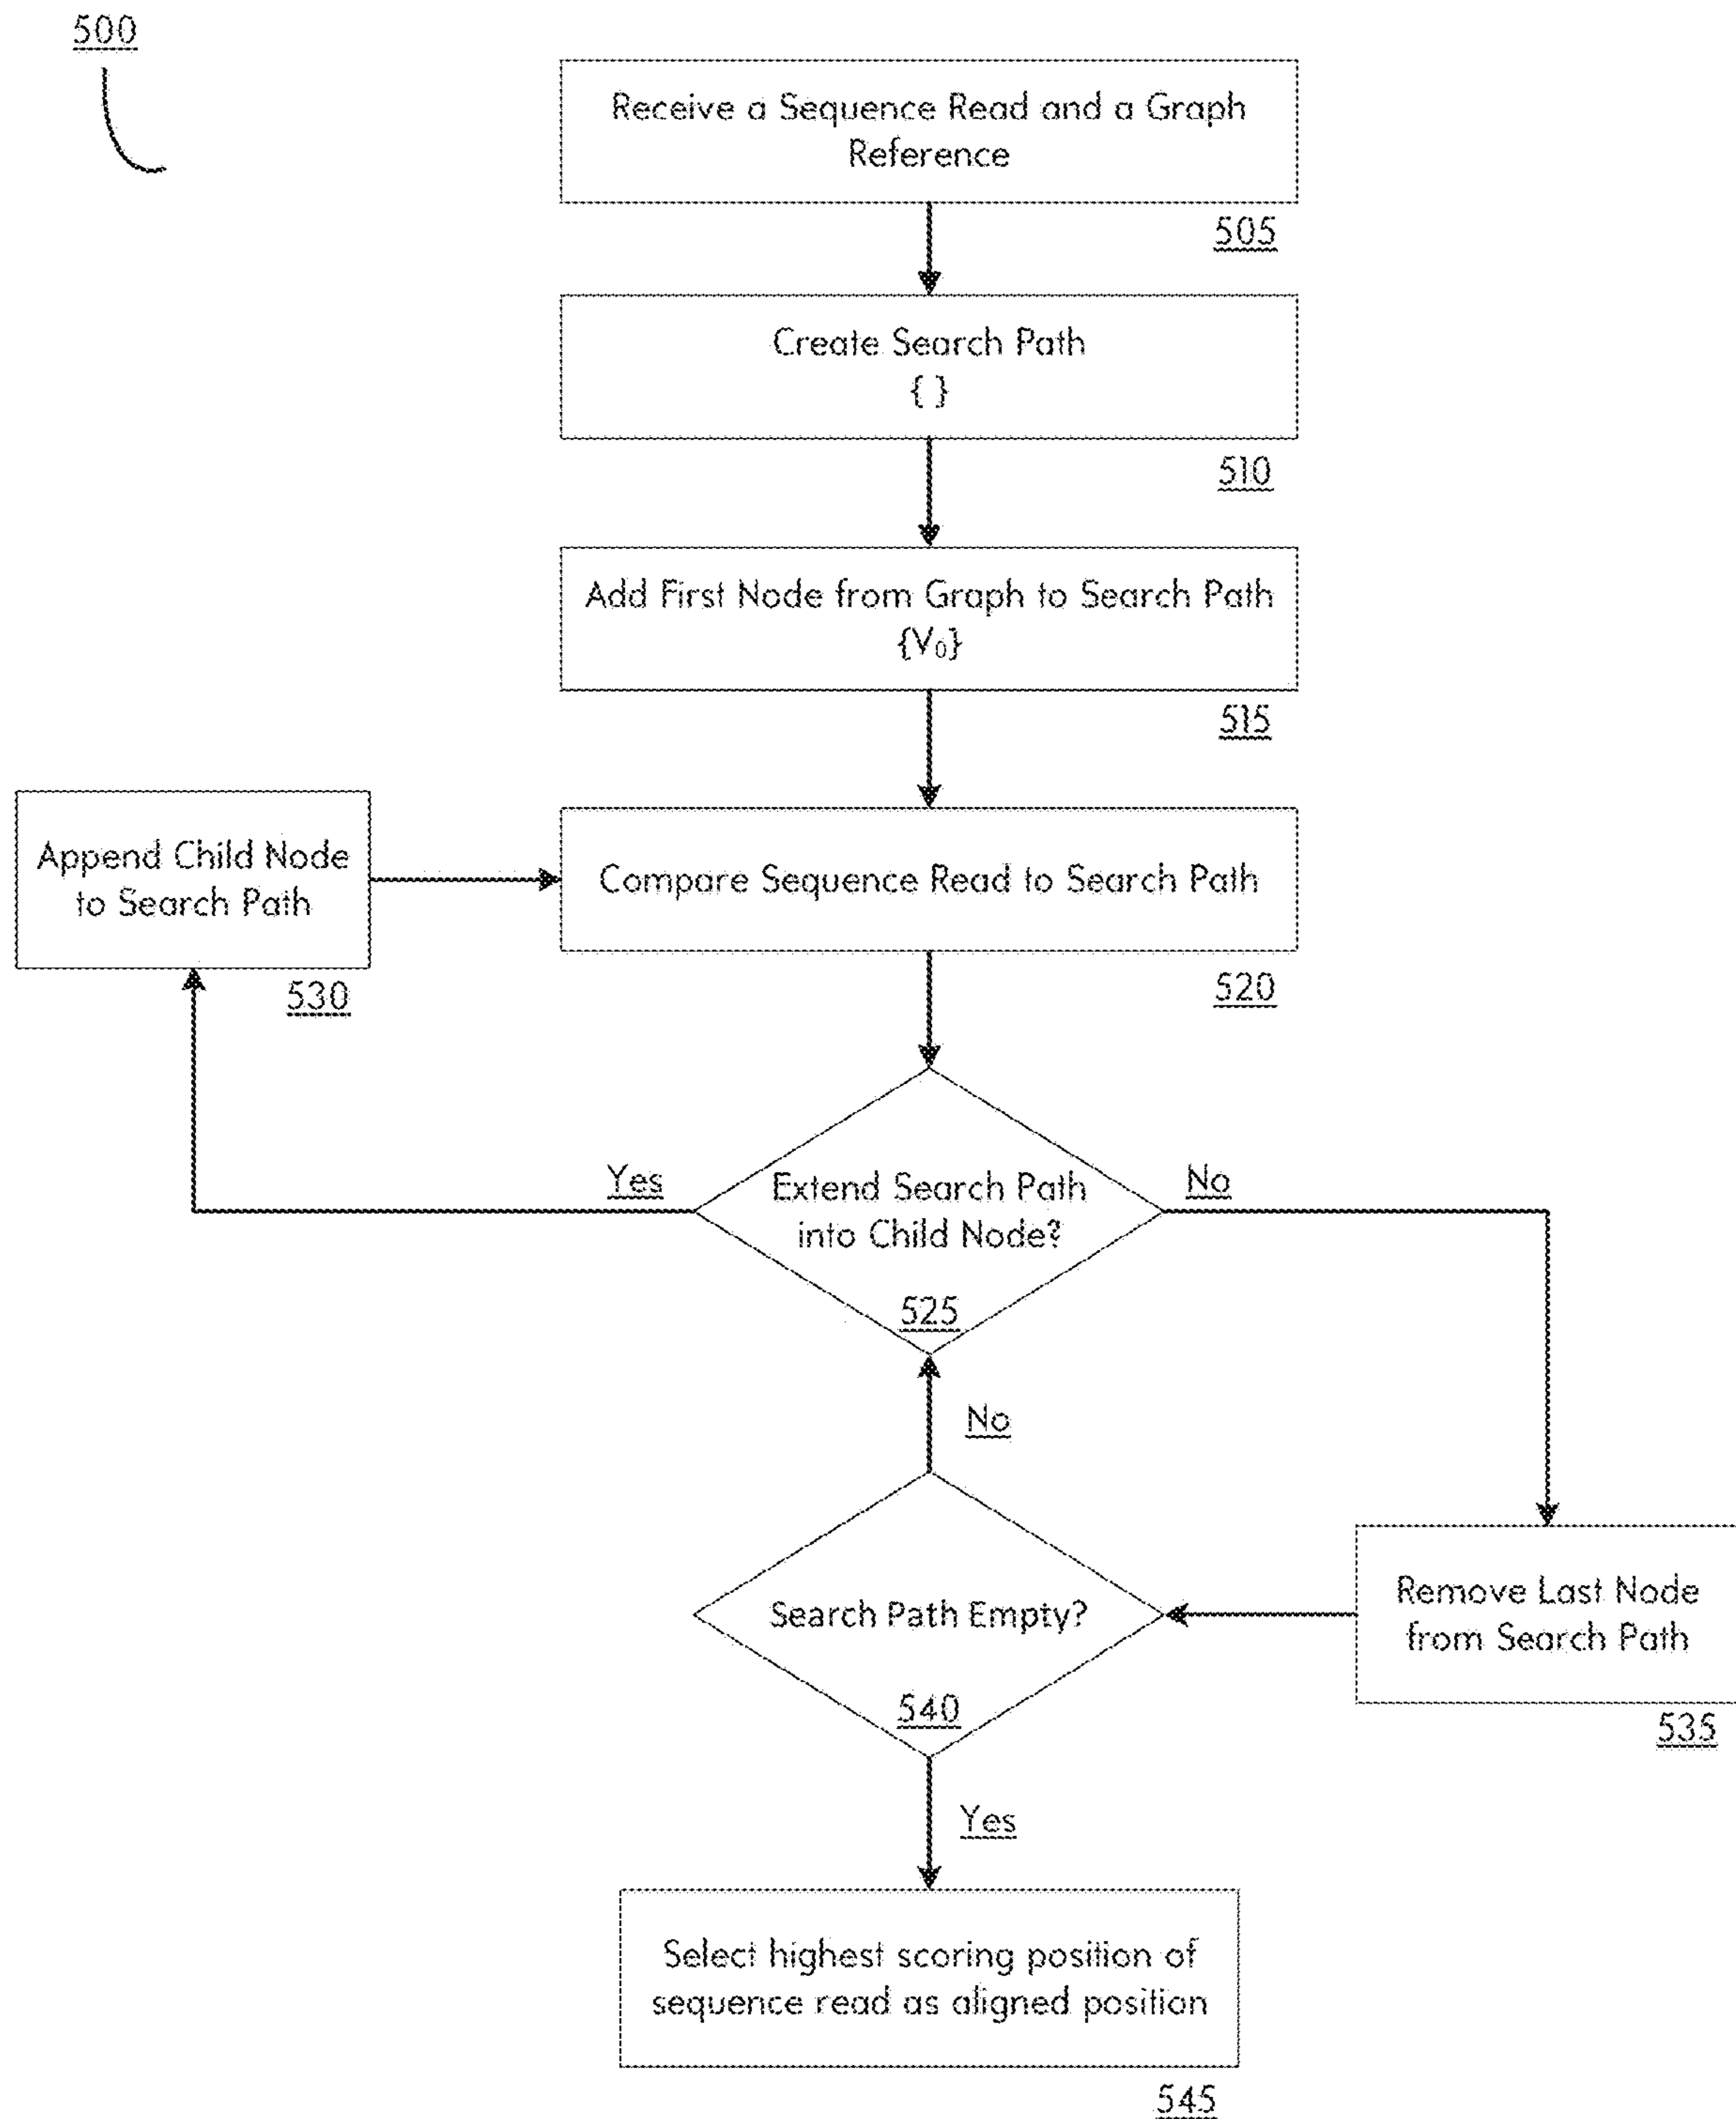 500
Receive a Sequence Read and a Graph
Reference
505
Create Search Path
{ }
510
Add First Node from Graph to Search Path
{V₀}
515
Append Child Node
to Search Path
530
Compare Sequence Read to Search Path
520
Extend Search Path
into Child Node?
525
Yes
No
No
Search Path Empty?
540
Remove Last Node
from Search Path
535
Yes
Select highest scoring position of
sequence read as aligned position
545